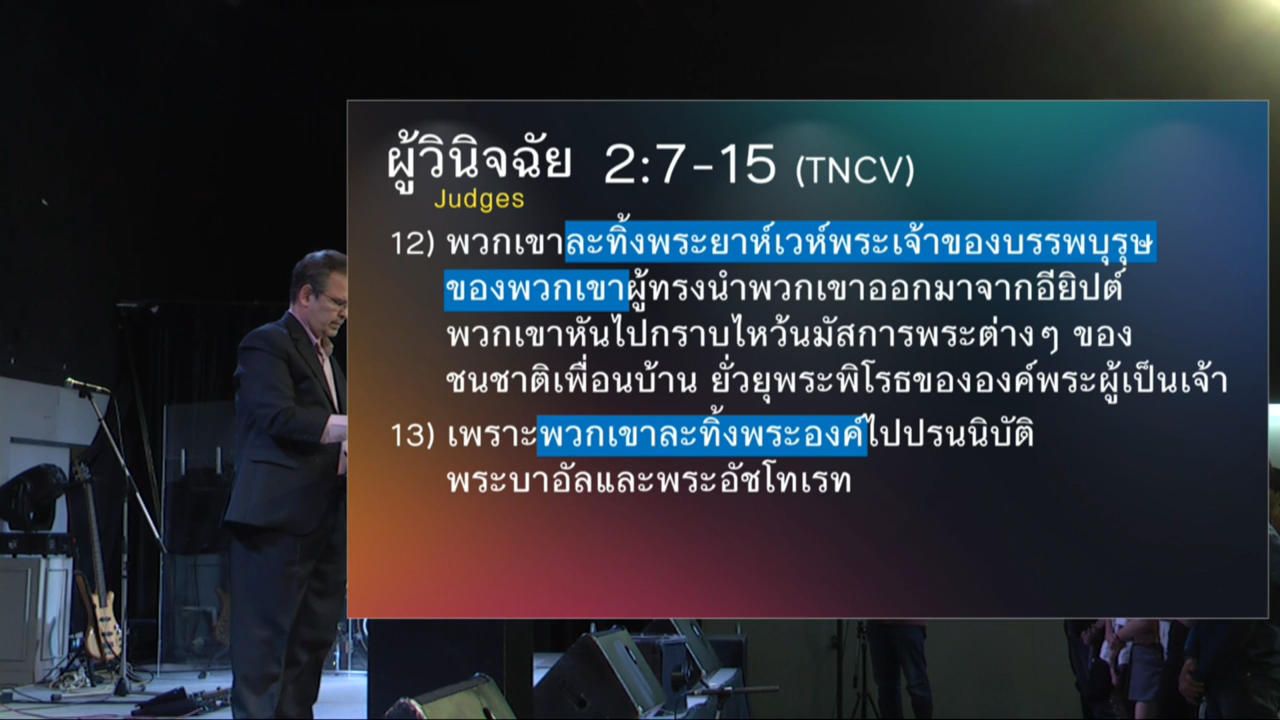 ผู้วินิจฉัย 2:7-15 (TNCV)
Judges
12) พวกเขาละทิ้งพระยาห์เวห์พระเจ้าของบรรพบุรุษ
ของพวกเขาผู้ทรงนำพวกเขาออกมาจากอียิปต์
พวกเขาหันไปกราบไหว้นมัสการพระต่างๆ ของ
ชนชาติเพื่อนบ้าน ยั่วยุพระพิโรธขององค์พระผู้เป็นเจ้า
13) เพราะพวกเขาละทิ้งพระองค์ไปปรนนิบัติ
พระบาอัลและพระอัชโทเรท